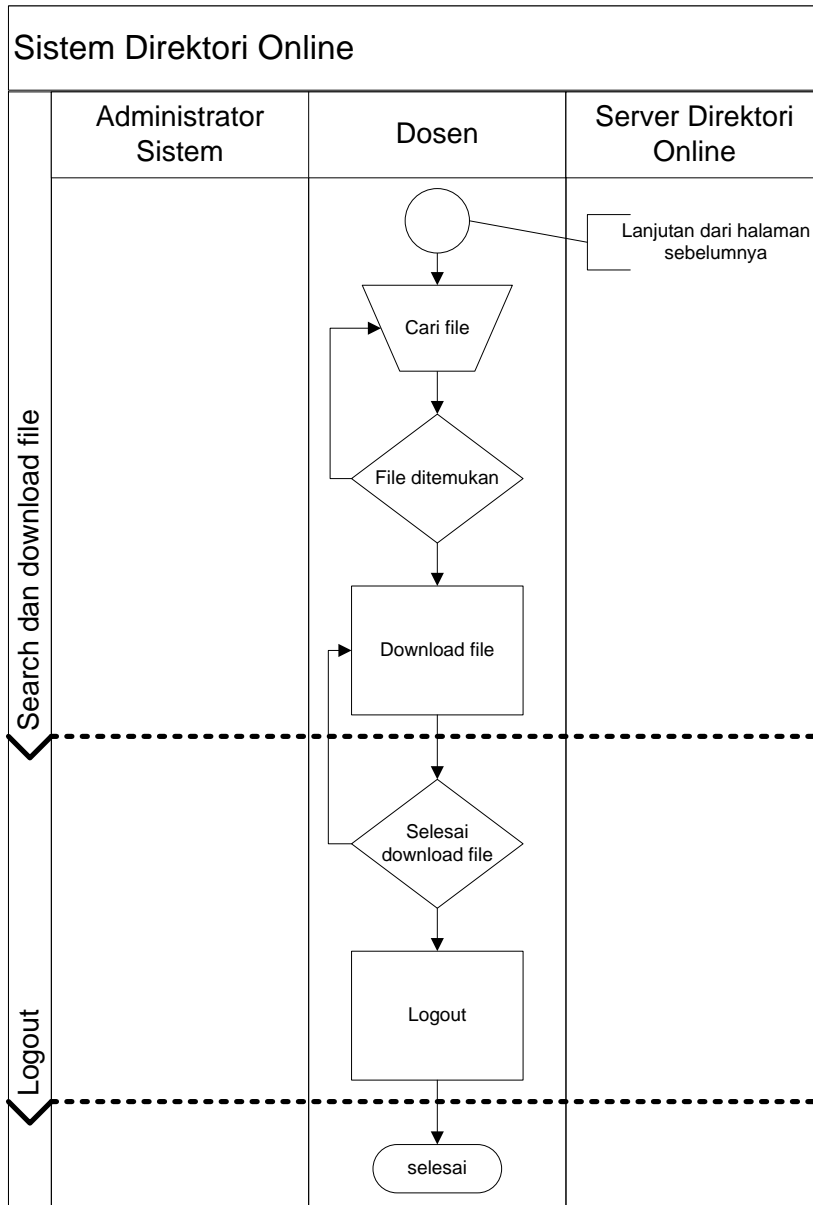 Sistem Direktori Online
Administrator
Sistem
Dosen
Server Direktori
Online
Search dan download file
Lanjutan dari halaman
sebelumnya
Cari file
File ditemukan
Download file
Logout
Selesai
download file
Logout
selesai